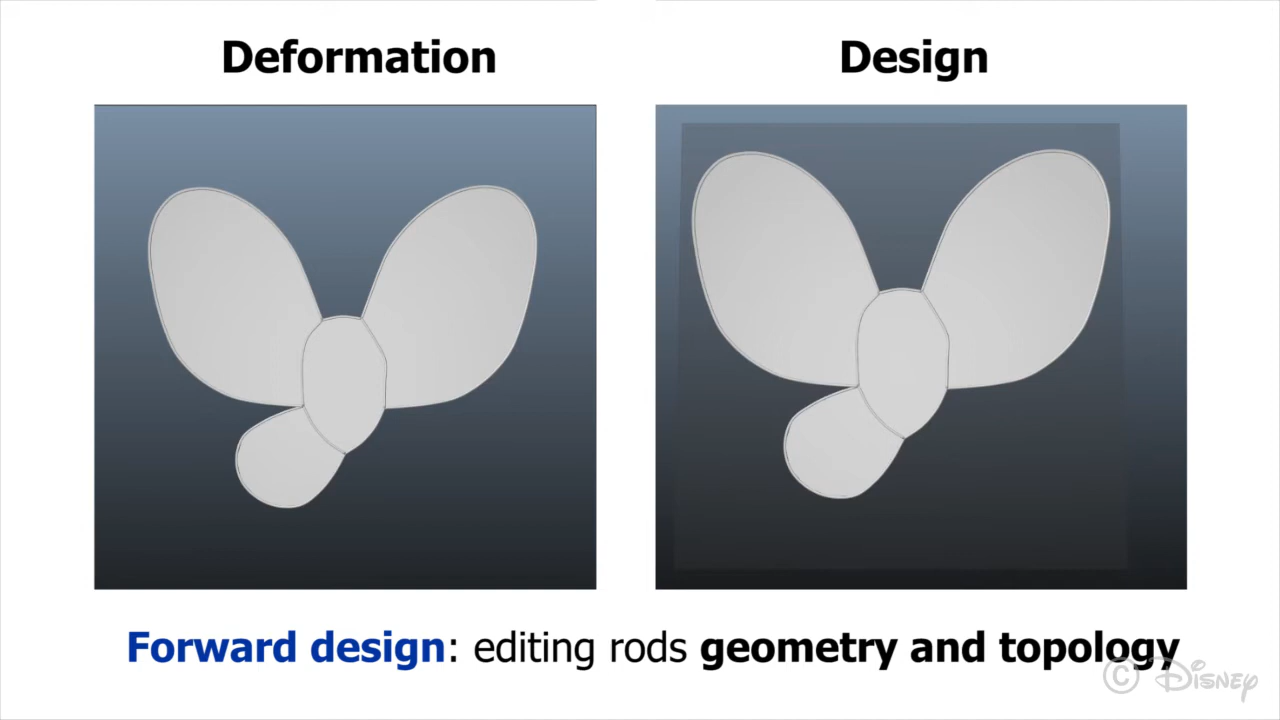 Deformation
Design
Forward design: editing rods geometry and topology
© Disney